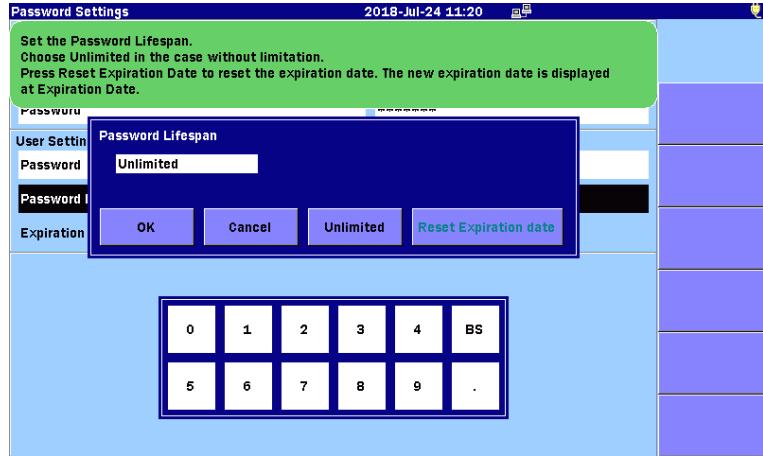 Password Settings 2018-Jul-24 11:20
Set the Password Lifespan.
Choose Unlimited in the case without limitation.
Press Reset Expiration Date to reset the expiration date. The new expiration date is displayed
at Expiration Date.
Password *******
User Settin
Password Lifespan
Password
Unlimited
Password
Expiration
OK Cancel Unlimited Reset Expiration date
0 1 2 3 4 BS
5 6 7 8 9 .